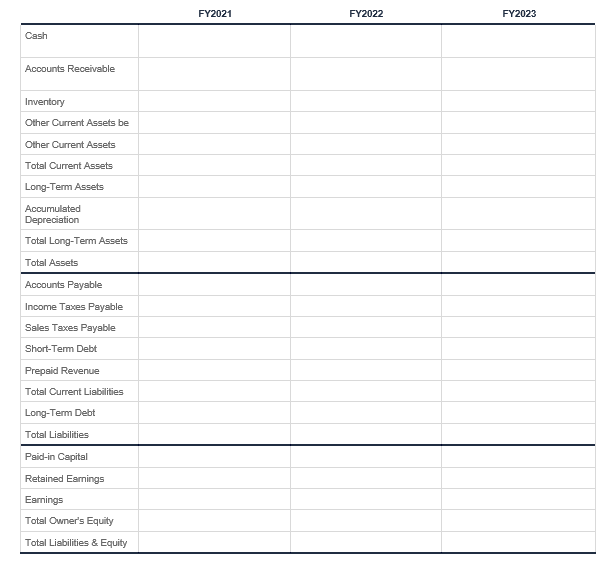 FY2021 FY2022 FY2023
Cash
Accounts Receivable
Inventory
Other Current Assets be
Other Current Assets
Total Current Assets
Long-Term Assets
Accumulated
Depreciation
Total Long-Term Assets
Total Assets
Accounts Payable
Income Taxes Payable
Sales Taxes Payable
Short-Term Debt
Prepaid Revenue
Total Current Liabilities
Long-Term Debt
Total Liabilities
Paid-in Capital
Retained Earnings
Earnings
Total Owner's Equity
Total Liabilities & Equity